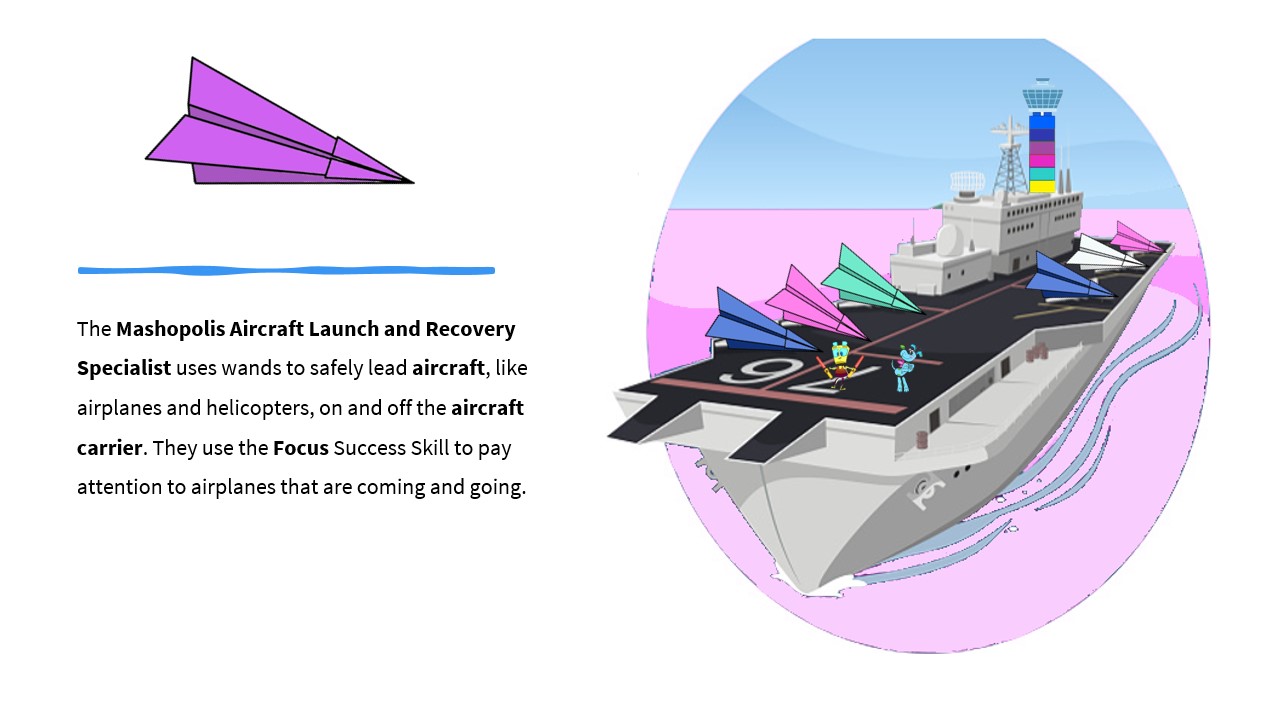 The Mashopolis Aircraft Launch and Recovery
Specialist uses wands to safely lead aircraft, like
airplanes and helicopters, on and off the aircraft
carrier. They use the Focus Success Skill to pay
attention to airplanes that are coming and going.